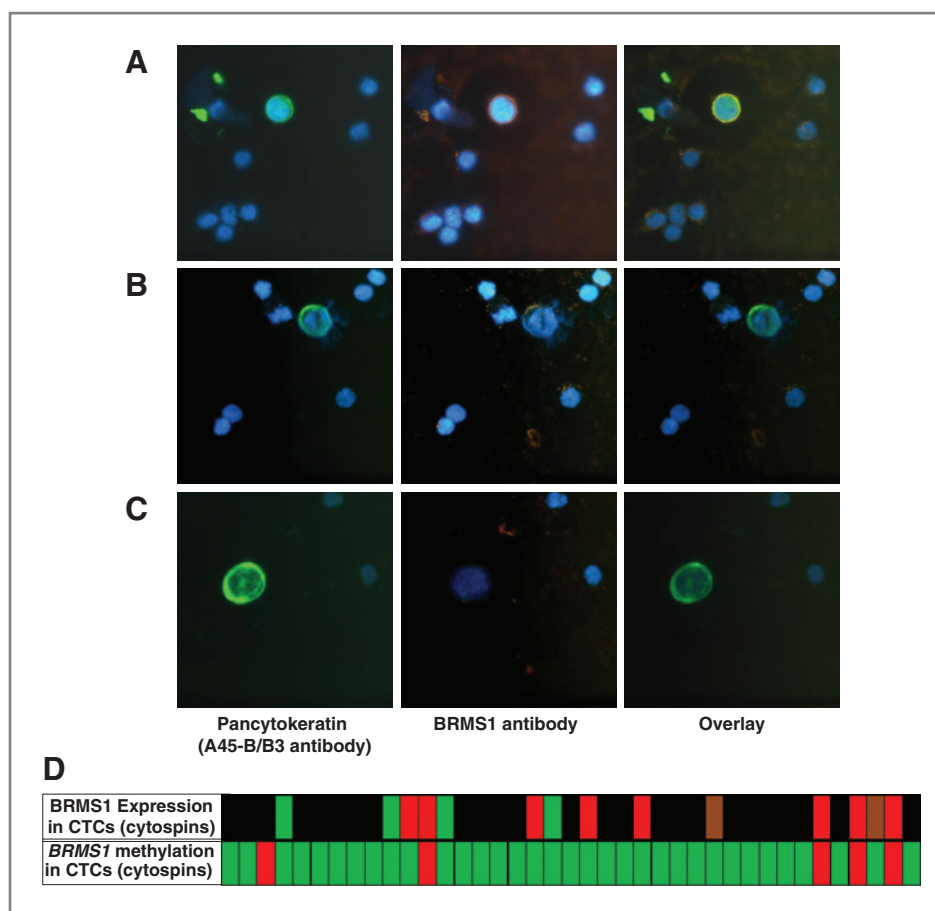 A
B
C
Pancytokeratin
(A45-B/B3 antibody)
BRMS1 antibody
Overlay
D
BRMS1 Expression
in CTCs (cytospins)
BRMS1 methylation
in CTCs (cytospins)